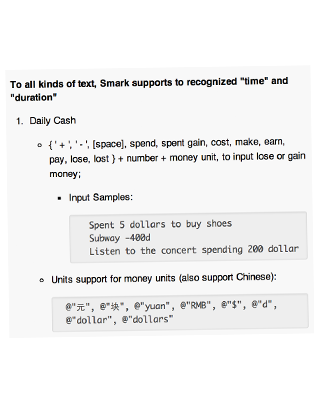 To all kinds of text, Smark supports to recognized "time" and
"duration"
1. Daily Cash
{ ' + ', ' - ', [space], spend, spent gain, cost, make, earn,
pay, lose, lost } + number + money unit, to input lose or gain
money;
Input Samples:
Spent 5 dollars to buy shoes
Subway -400d
Listen to the concert spending 200 dollar
Units support for money units (also support Chinese):
@"元", @"块", @"yuan", @"RMB", @"$", @"d",
@"dollar", @"dollars"